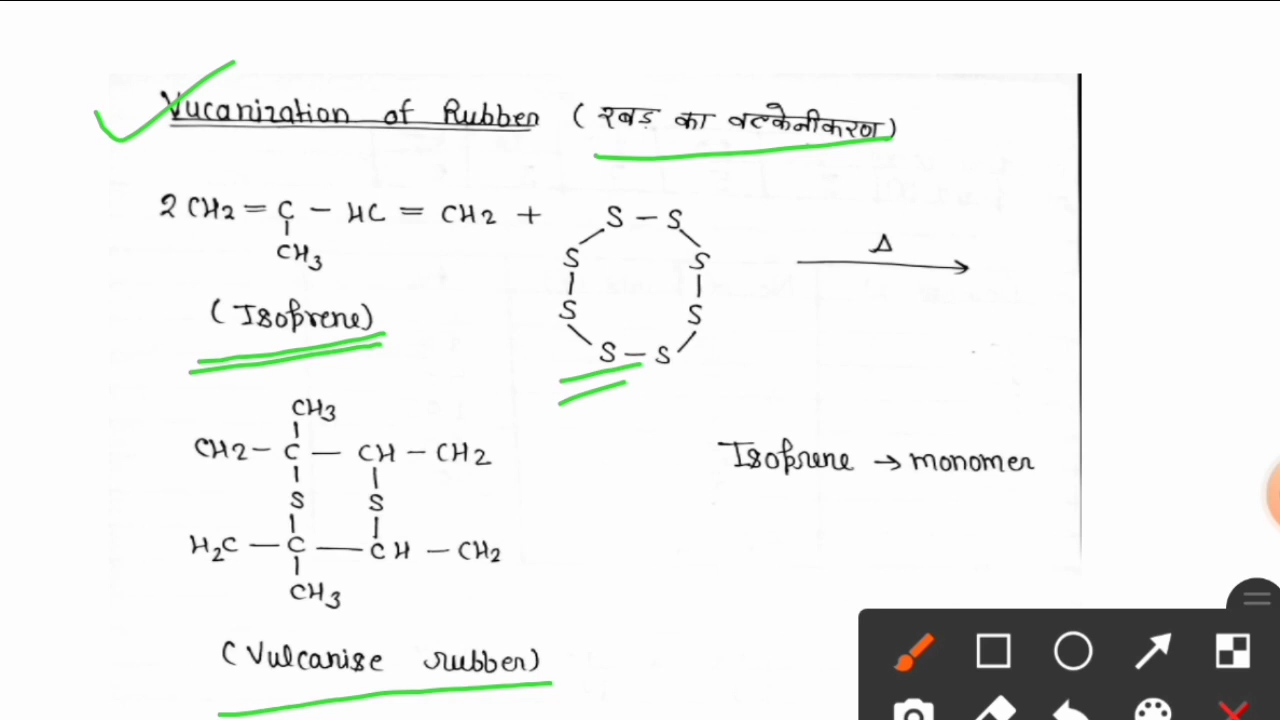 Vucanization of Rubber (रबड़ का वल्केनीकरण)
2 CH2 = C - HC = CH2 +
CH3
(Isoprene)
S - S
S S
S S
S - S
Δ
CH3
CH2 - C - CH - CH2
S S
H2C - C - CH - CH2
CH3
Isoprene → monomer
(Vulcanise rubber)